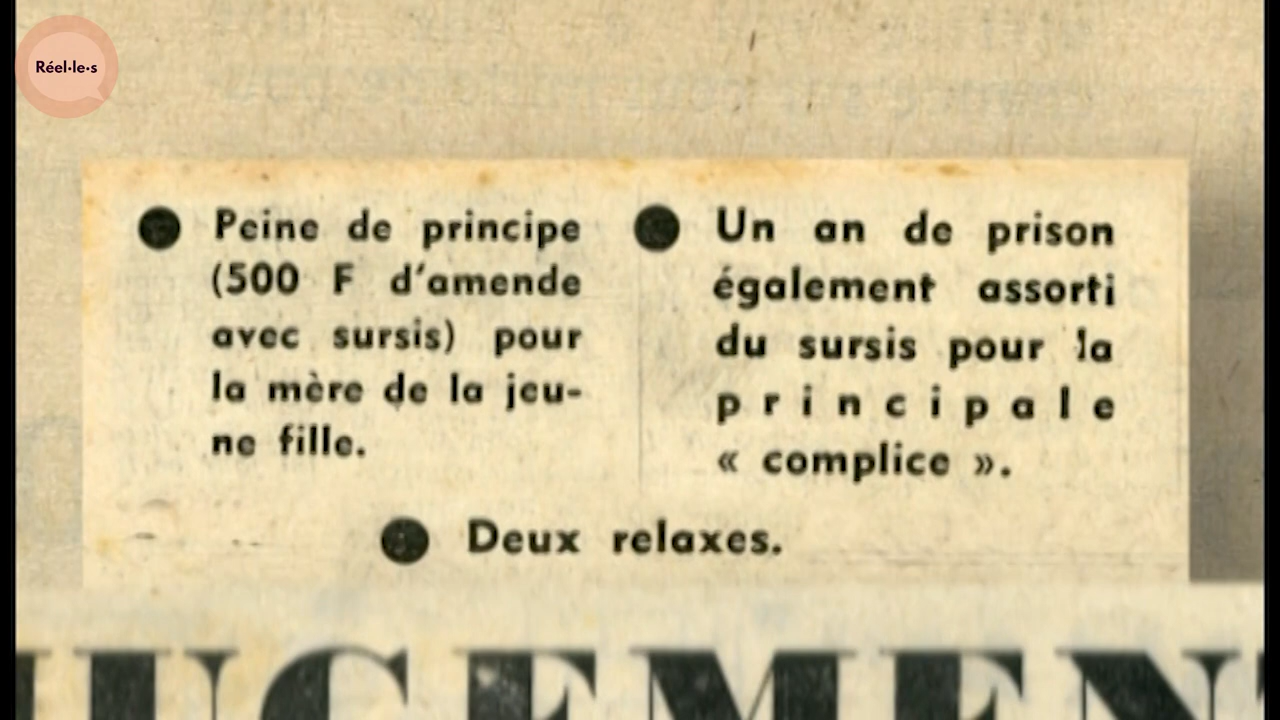 Réel·le·s
Peine de principe
(500 F d'amende
avec sursis) pour
la mère de la jeu-
ne fille.
Un an de prison
également assorti
du sursis pour la
principale
« complice ».
Deux relaxes.